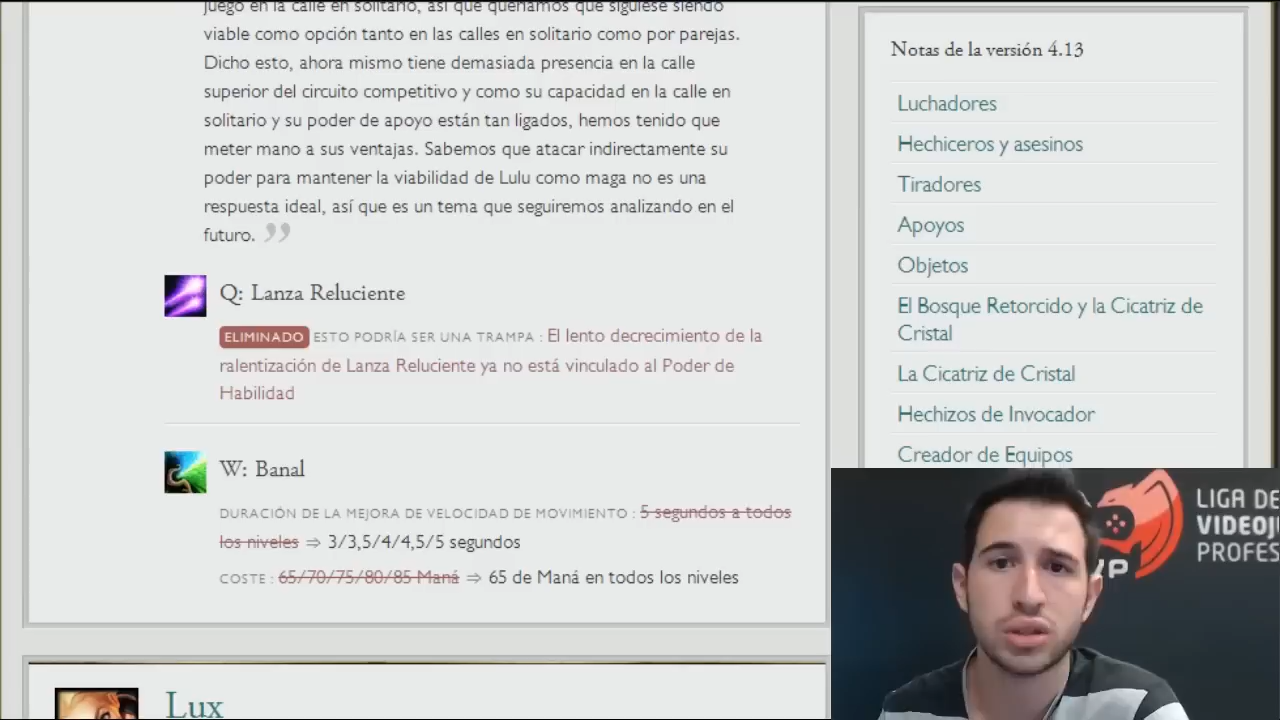 juego en la calle en solitario, así que queríamos que siguiese siendo
viable como opción tanto en las calles en solitario como por parejas.
Dicho esto, ahora mismo tiene demasiada presencia en la calle
superior del circuito competitivo y como su capacidad en la calle en
solitario y su poder de apoyo están tan ligados, hemos tenido que
meter mano a sus ventajas. Sabemos que atacar indirectamente su
poder para mantener la viabilidad de Lulu como maga no es una
respuesta ideal, así que es un tema que seguiremos analizando en el
futuro. ”
Q: Lanza Reluciente
ELIMINADO ESTO PODRÍA SER UNA TRAMPA : El lento decrecimiento de la
ralentización de Lanza Reluciente ya no está vinculado al Poder de
Habilidad
W: Banal
DURACIÓN DE LA MEJORA DE VELOCIDAD DE MOVIMIENTO : 5 segundos a todos
los niveles ⇒ 3/3,5/4/4,5/5 segundos
COSTE : 65/70/75/80/85 Maná ⇒ 65 de Maná en todos los niveles
Lux
Notas de la versión 4.13
Luchadores
Hechiceros y asesinos
Tiradores
Apoyos
Objetos
El Bosque Retorcido y la Cicatriz de
Cristal
La Cicatriz de Cristal
Hechizos de Invocador
Creador de Equipos
LIGA DE
VIDEOJU
PROFES
VP